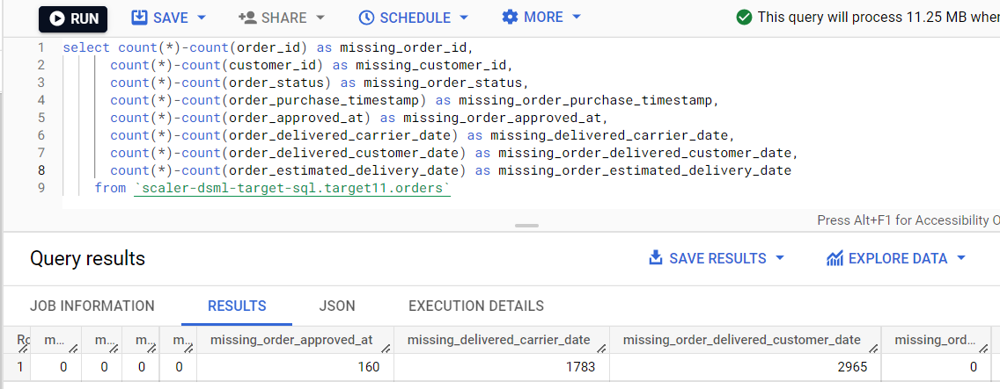 RUN SAVE SHARE SCHEDULE MORE This query will process 11.25 MB when
1 select count(*)-count(order_id) as missing_order_id,
2 count(*)-count(customer_id) as missing_customer_id,
3 count(*)-count(order_status) as missing_order_status,
4 count(*)-count(order_purchase_timestamp) as missing_order_purchase_timestamp,
5 count(*)-count(order_approved_at) as missing_order_approved_at,
6 count(*)-count(order_delivered_carrier_date) as missing_delivered_carrier_date,
7 count(*)-count(order_delivered_customer_date) as missing_order_delivered_customer_date,
8 count(*)-count(order_estimated_delivery_date) as missing_order_estimated_delivery_date
9 from `scaler-dsml-target-sql.target11.orders`
Press Alt+F1 for Accessibility O
Query results SAVE RESULTS EXPLORE DATA
JOB INFORMATION RESULTS JSON EXECUTION DETAILS
Ro m... m... m... m... missing_order_approved_at missing_delivered_carrier_date missing_order_delivered_customer_date missing_ord...
1 0 0 0 0 160 1783 2965 0